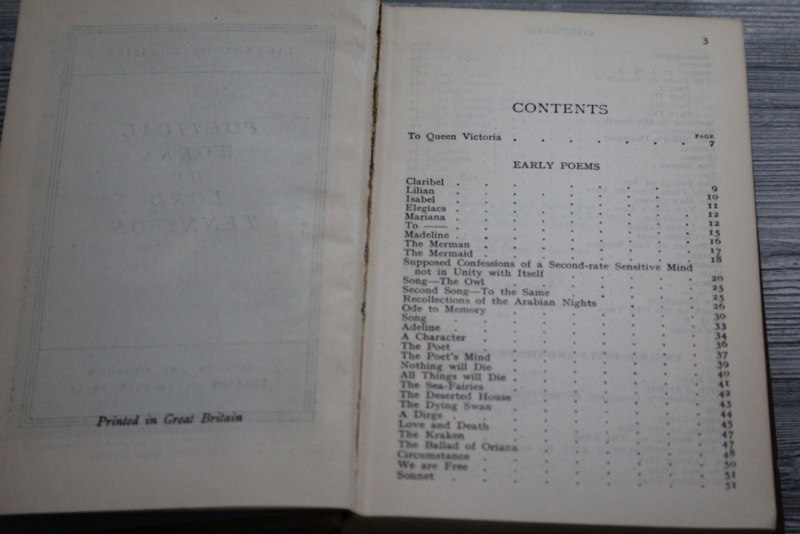 Printed in Great Britain
3
CONTENTS
PAGE
To Queen Victoria . . . . . . . 7
EARLY POEMS
Claribel 9
Lilian 10
Isabel 11
Elegiacs 12
Mariana 12
To —— 15
Madeline 16
The Merman 17
The Mermaid 18
Supposed Confessions of a Second-rate Sensitive Mind
not in Unity with Itself 20
Song—The Owl 25
Second Song—To the Same 25
Recollections of the Arabian Nights 26
Ode to Memory 30
Song 33
Adeline 34
A Character 36
The Poet 37
The Poet's Mind 39
Nothing will Die 40
All Things will Die 41
The Sea-Fairies 42
The Deserted House 43
The Dying Swan 44
A Dirge 45
Love and Death 47
The Kraken 47
The Ballad of Oriana 48
Circumstance 50
We are Free 51
Sonnet 51